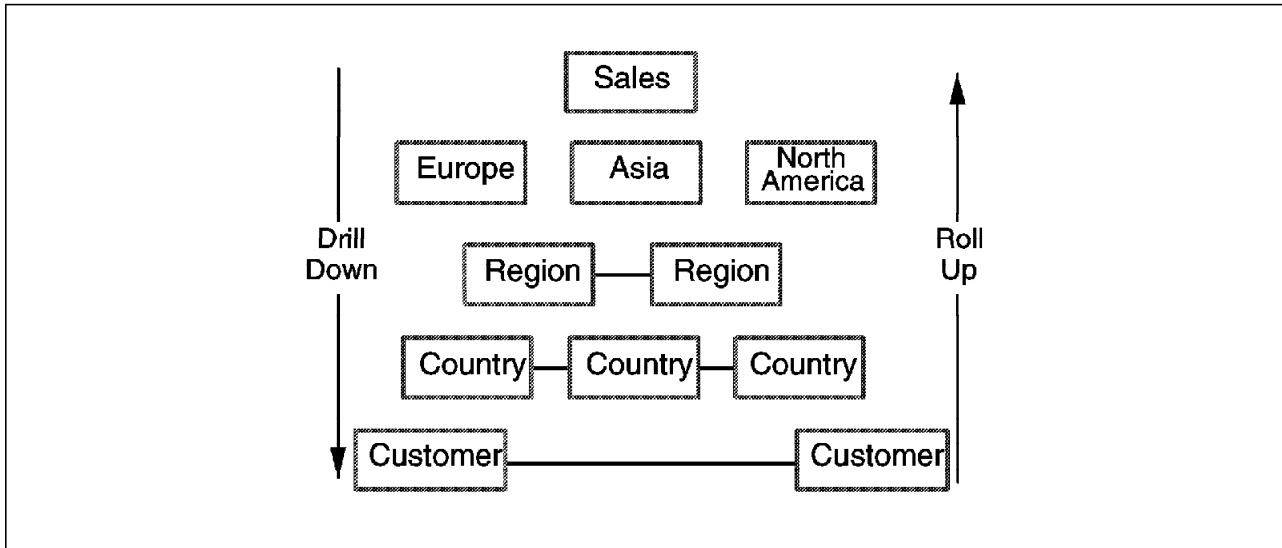 Sales
Europe
Asia
North
America
Drill
Down
Region
Region
Roll
Up
Country
Country
Country
Customer
Customer